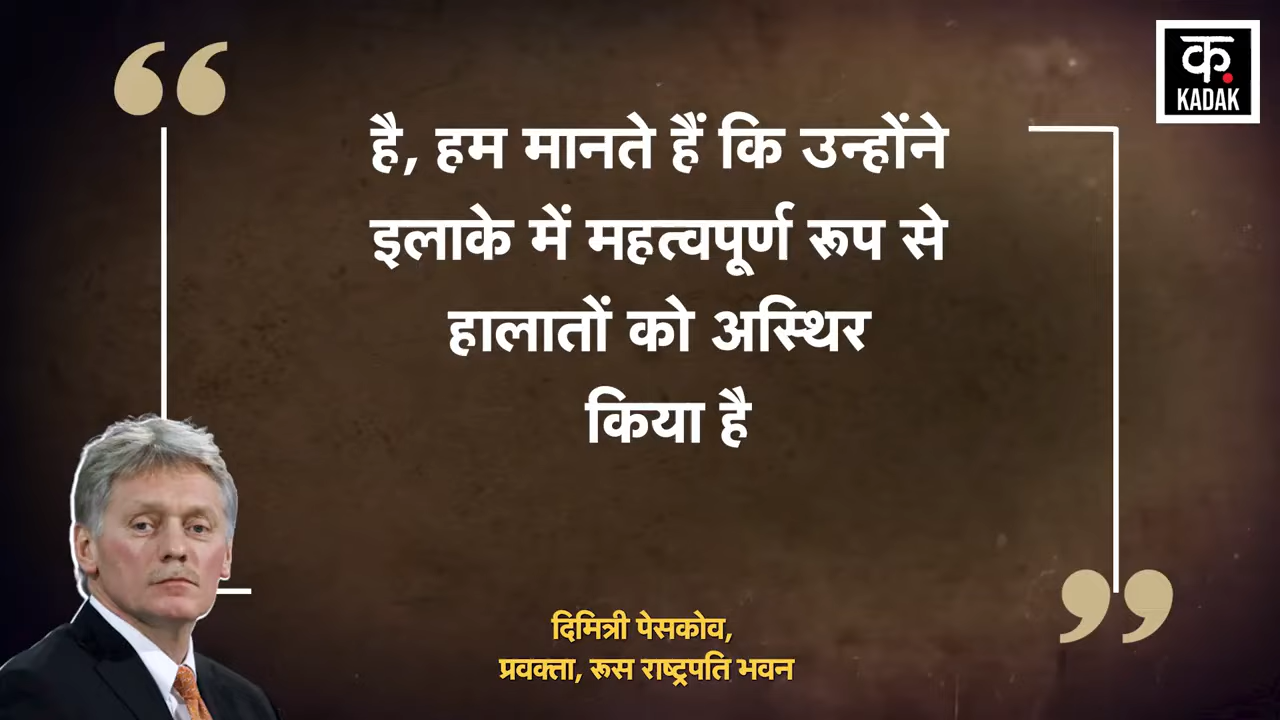 क.
KADAK
है, हम मानते हैं कि उन्होंने
इलाके में महत्वपूर्ण रूप से
हालातों को अस्थिर
किया है
दिमित्री पेसकोव,
प्रवक्ता, रूस राष्ट्रपति भवन